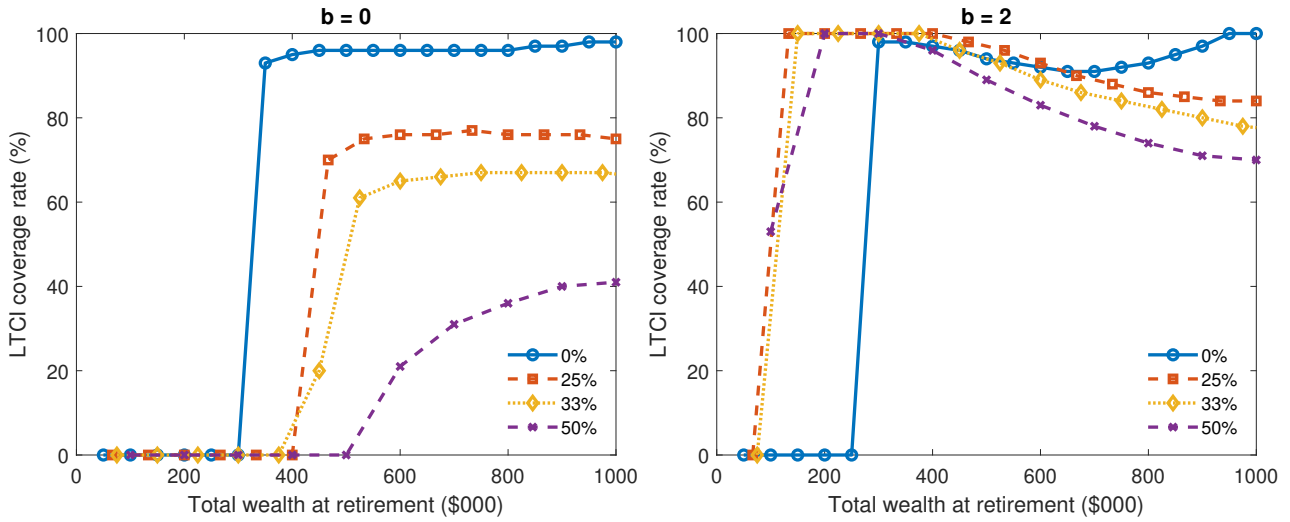 b = 0
LTCI coverage rate (%)
100
80
60
40
20
0
0 200 400 600 800 1000
Total wealth at retirement ($000)
0%
25%
33%
50%
b = 2
LTCI coverage rate (%)
100
80
60
40
20
0
0 200 400 600 800 1000
Total wealth at retirement ($000)
0%
25%
33%
50%